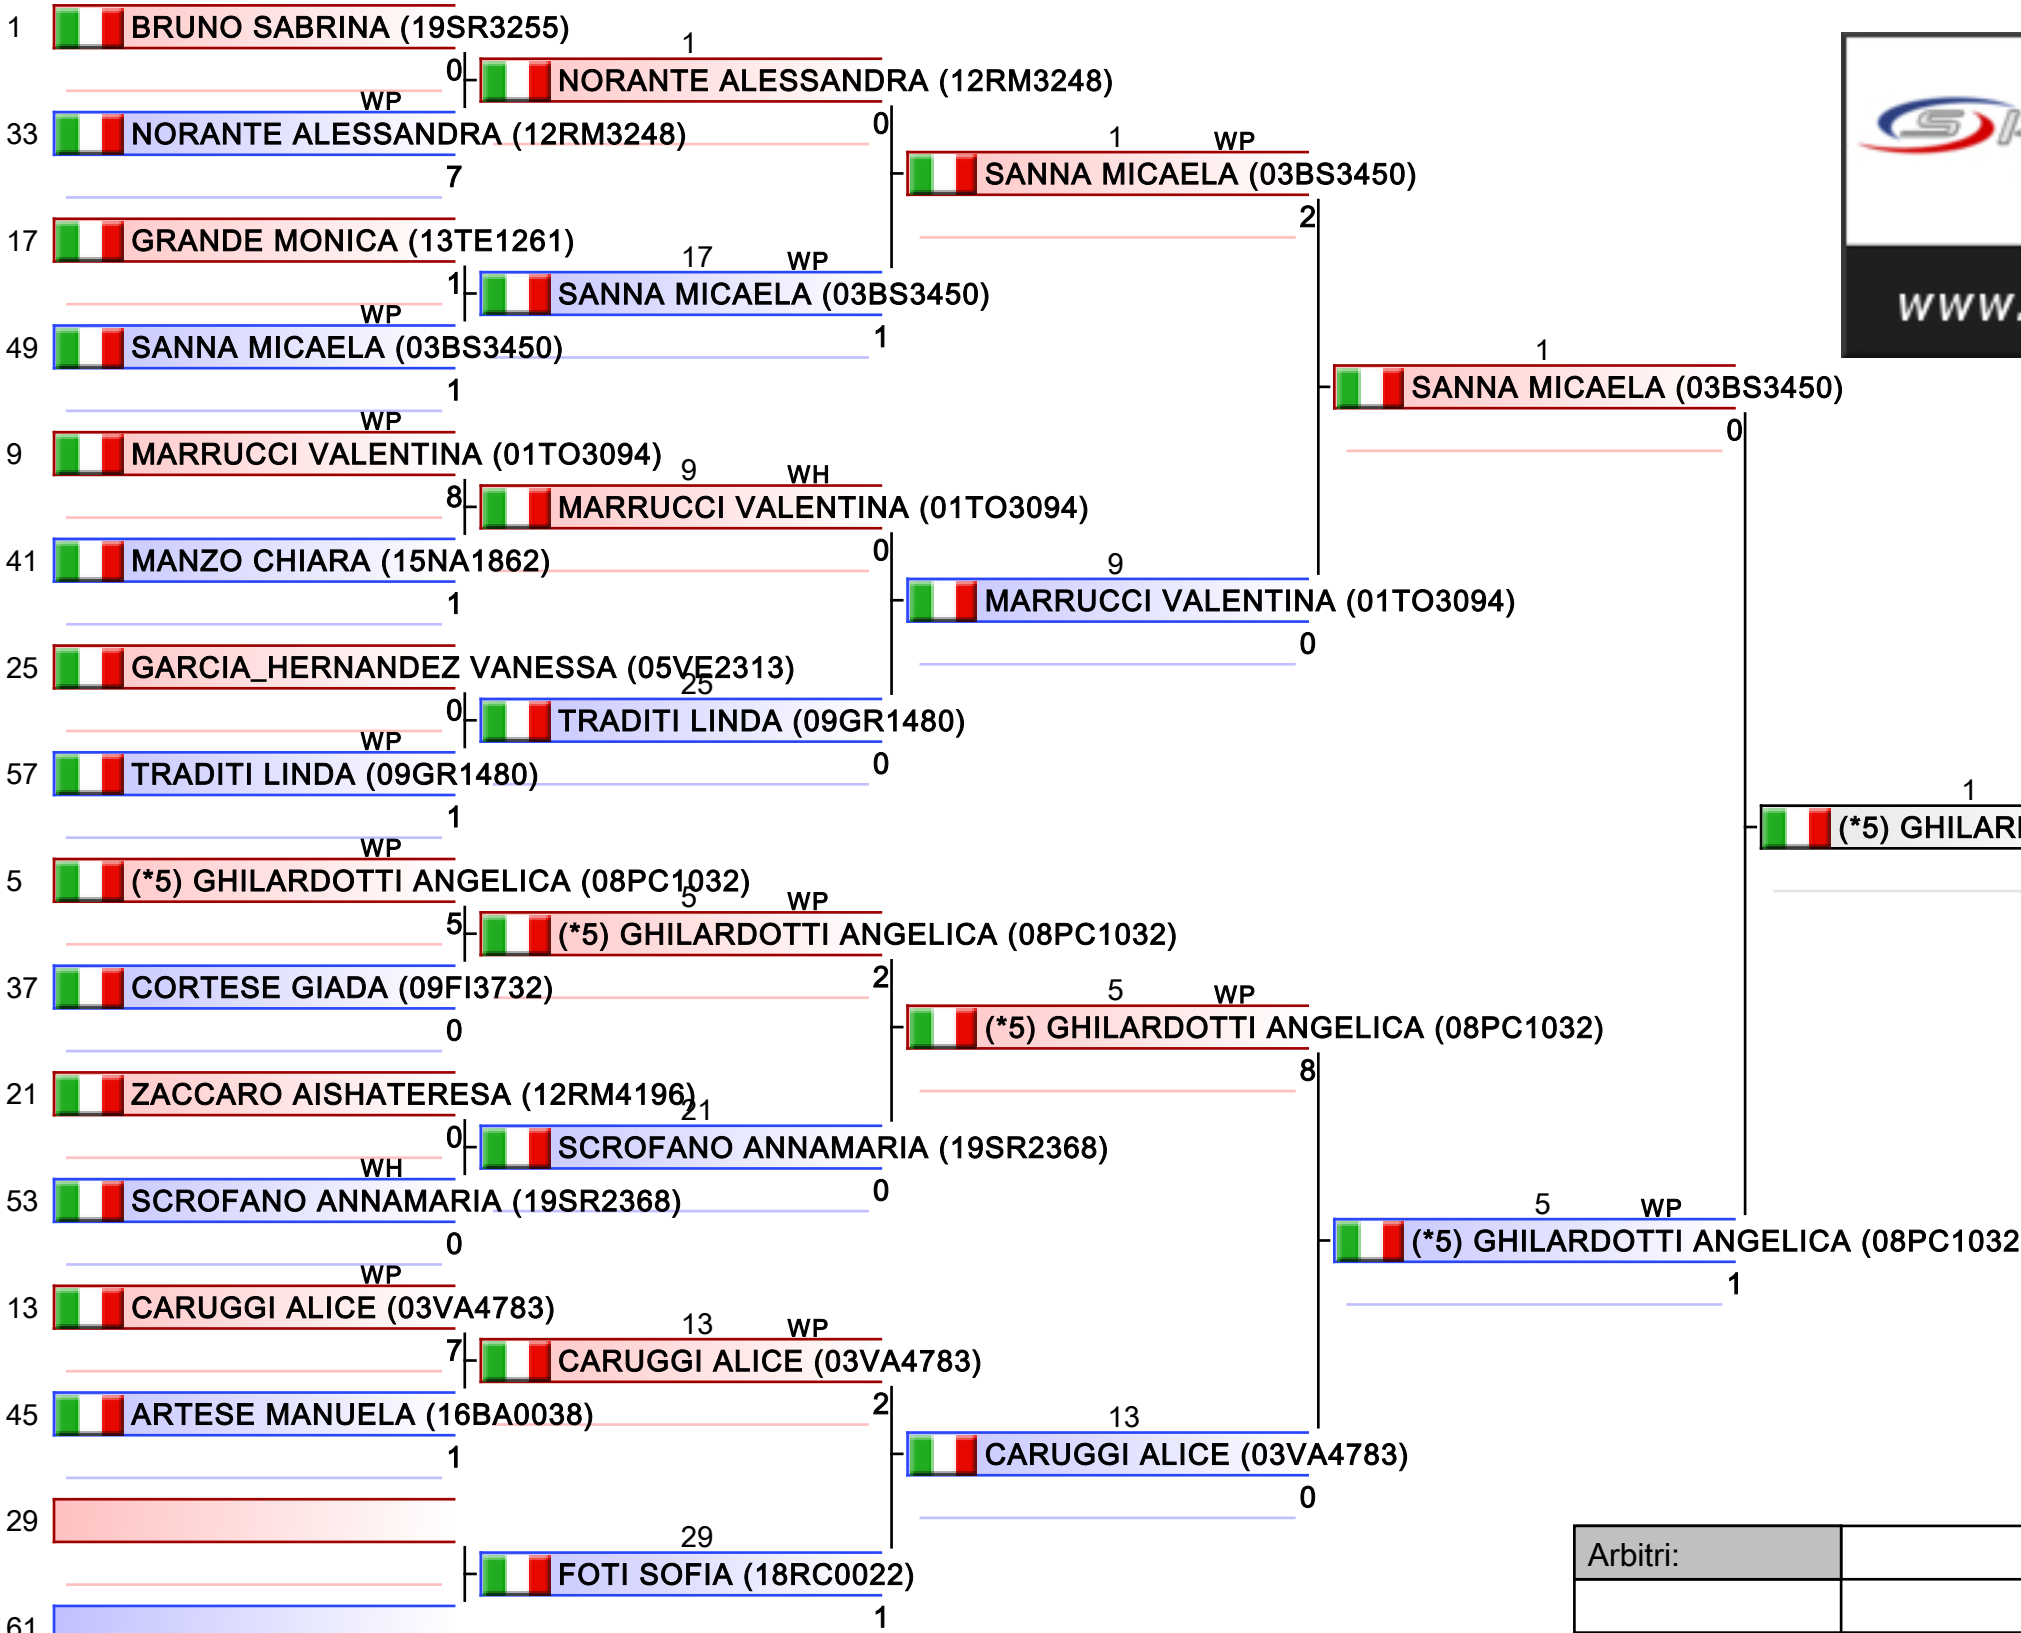 1 BRUNO SABRINA (19SR3255)
0
WP
33 NORANTE ALESSANDRA (12RM3248)
7
17 GRANDE MONICA (13TE1261)
1
WP
49 SANNA MICAELA (03BS3450)
1
WP
9 MARRUCCI VALENTINA (01TO3094)
8
41 MANZO CHIARA (15NA1862)
1
25 GARCIA_HERNANDEZ VANESSA (05VE2313)
0
WP
57 TRADITI LINDA (09GR1480)
1
WP
5 (*5) GHILARDOTTI ANGELICA (08PC1032)
5
37 CORTESE GIADA (09FI3732)
0
21 ZACCARO AISHATERESA (12RM4196)
0
WH
53 SCROFANO ANNAMARIA (19SR2368)
0
WP
13 CARUGGI ALICE (03VA4783)
7
45 ARTESE MANUELA (16BA0038)
1
29
61
1
NORANTE ALESSANDRA (12RM3248)
0
17 WP
SANNA MICAELA (03BS3450)
1
9 WH
MARRUCCI VALENTINA (01TO3094)
0
25
TRADITI LINDA (09GR1480)
0
5 WP
(*5) GHILARDOTTI ANGELICA (08PC1032)
2
21
SCROFANO ANNAMARIA (19SR2368)
0
13 WP
CARUGGI ALICE (03VA4783)
2
29
FOTI SOFIA (18RC0022)
1
1 WP
SANNA MICAELA (03BS3450)
2
9
MARRUCCI VALENTINA (01TO3094)
0
5 WP
(*5) GHILARDOTTI ANGELICA (08PC1032)
8
13
CARUGGI ALICE (03VA4783)
0
1
SANNA MICAELA (03BS3450)
0
5 WP
(*5) GHILARDOTTI ANGELICA (08PC1032
1
1
(*5) GHILAR
www.
Arbitri: